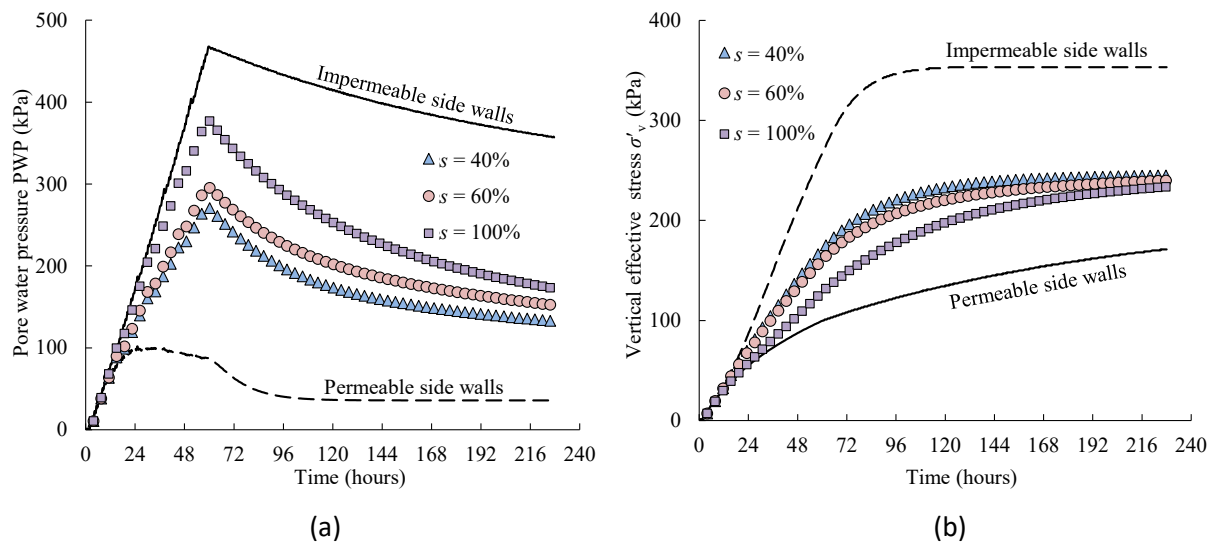 Pore water pressure PWP (kPa)
500
400
300
200
100
0
Impermeable side walls
s = 40%
s = 60%
s = 100%
Permeable side walls
0 24 48 72 96 120 144 168 192 216 240
Time (hours)
(a)
Vertical effective stress σ′v (kPa)
400
300
200
100
0
s = 40%
s = 60%
s = 100%
Impermeable side walls
Permeable side walls
0 24 48 72 96 120 144 168 192 216 240
Time (hours)
(b)